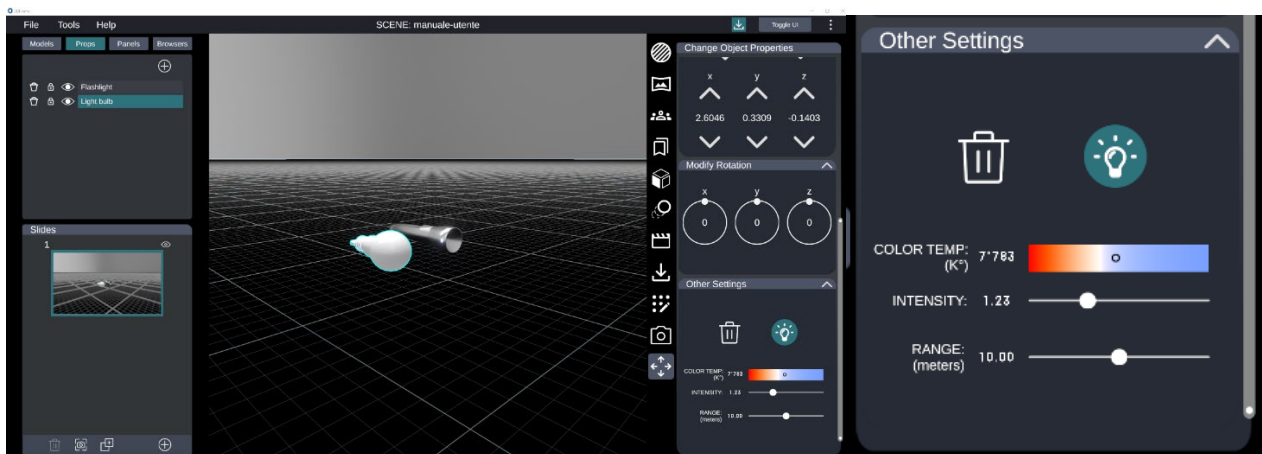 File Tools Help SCENE: manuale-utente Toggle UI
Models Props Panels Browsers
Flashlight
Light bulb
Slides
1
Change Object Properties
x y z
2.6046 0.3309 -0.1403
Modify Rotation
x y z
0 0 0
Other Settings
COLOR TEMP: 7'783
(K°)
INTENSITY: 1.23
RANGE: 10.00
(meters)
Other Settings
COLOR TEMP: 7'783
(K°)
INTENSITY: 1.23
RANGE: 10.00
(meters)